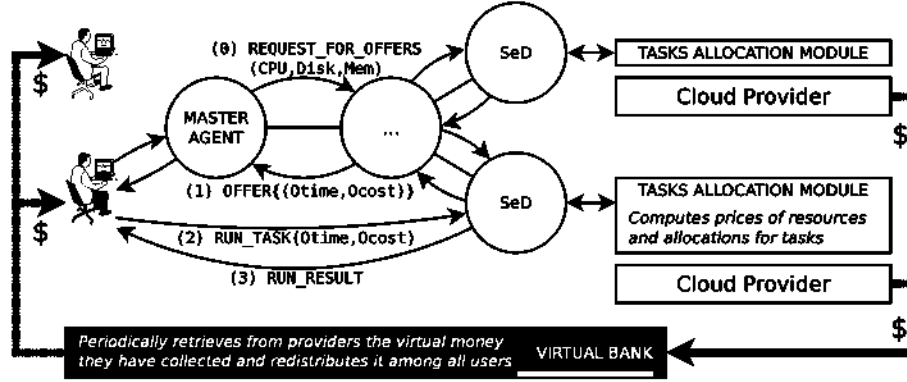 (0) REQUEST_FOR_OFFERS
(CPU,Disk,Mem)
SeD
TASKS ALLOCATION MODULE
Cloud Provider
$
$
MASTER
AGENT
...
(1) OFFER{(Otime,Ocost)}
SeD
TASKS ALLOCATION MODULE
Computes prices of resources
and allocations for tasks
$
(2) RUN_TASK(Otime,Ocost)
(3) RUN_RESULT
Cloud Provider
$
Periodically retrieves from providers the virtual money
they have collected and redistributes it among all users
VIRTUAL BANK